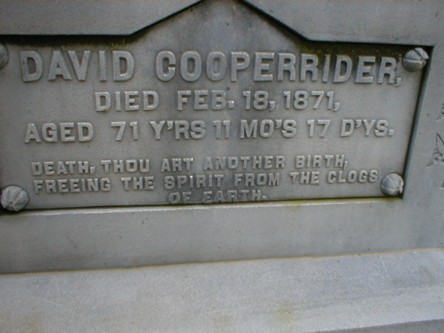 DAVID COOPERRIDER,
DIED FEB. 18, 1871,
AGED 71 Y'RS 11 MO'S 17 D'YS.
DEATH, THOU ART ANOTHER BIRTH,
FREEING THE SPIRIT FROM THE CLOGS
OF EARTH.